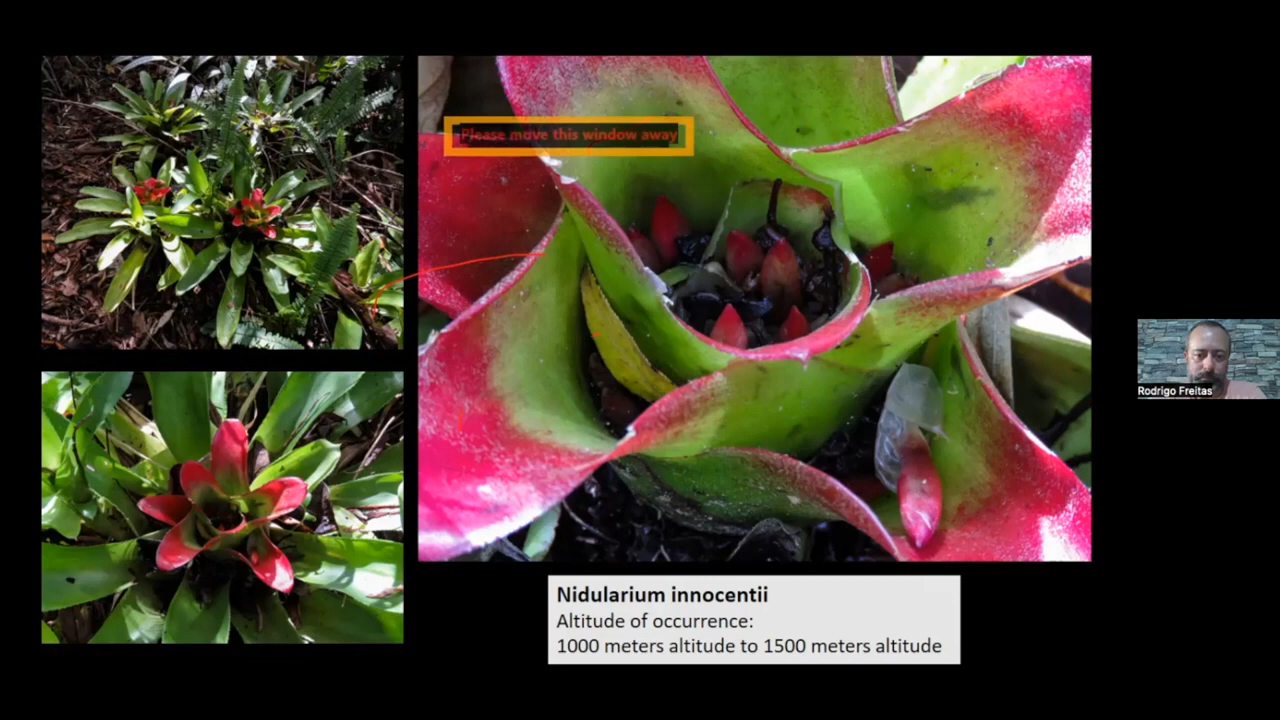 Please move this window away
Rodrigo Freitas
Nidularium innocentii
Altitude of occurrence:
1000 meters altitude to 1500 meters altitude